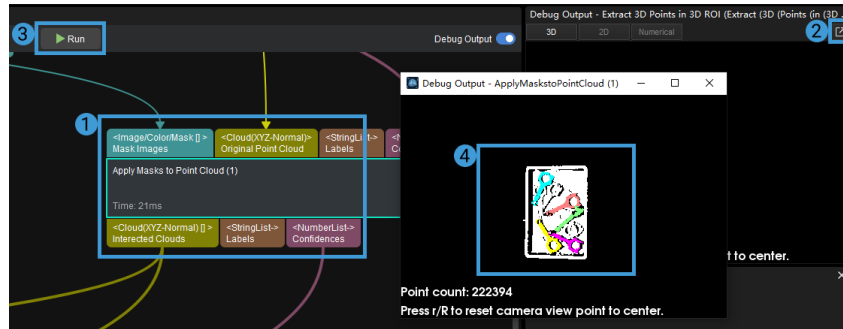 Debug Output - Extract 3D Points in 3D ROI (Extract (3D (Points (in (3D
3D 2D Numerical
2
3
Run
Debug Output
Debug Output - ApplyMaskstoPointCloud (1)
1
<Image/Color/Mask [] >
Mask Images
<Cloud(XYZ-Normal)>
Original Point Cloud
<StringList->
Labels
Apply Masks to Point Cloud (1)
Time: 21ms
<Cloud(XYZ-Normal) [] >
Interected Clouds
<StringList->
Labels
<NumberList->
Confidences
4
t to center.
Point count: 222394
Press r/R to reset camera view point to center.